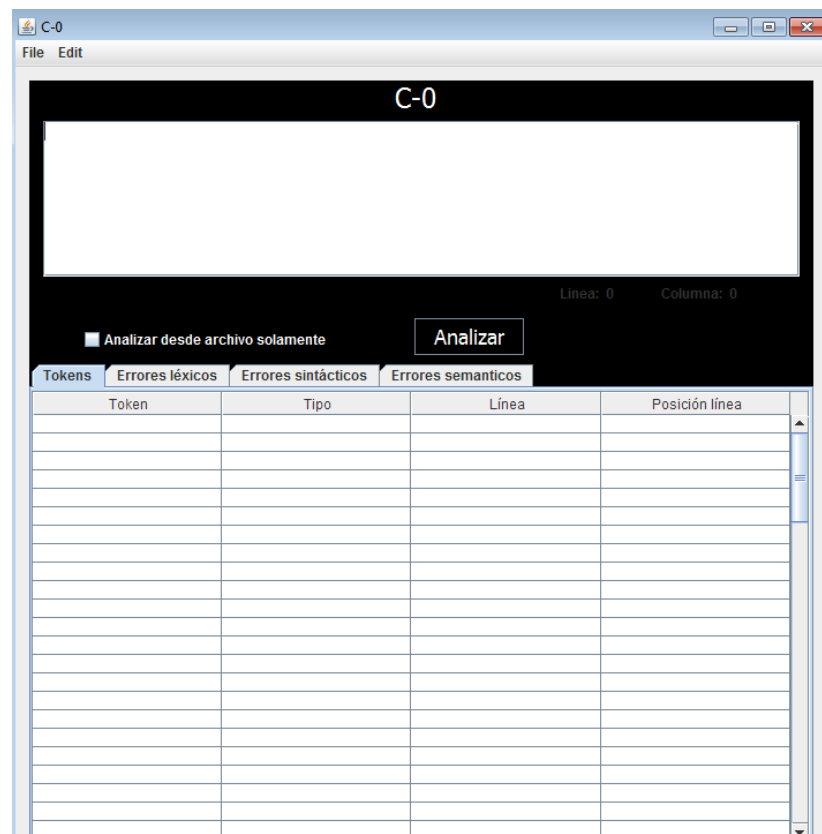 C-0
File Edit
C-0
Linea: 0 Columna: 0
Analizar desde archivo solamente Analizar
Tokens Errores léxicos Errores sintácticos Errores semanticos
Token Tipo Línea Posición línea